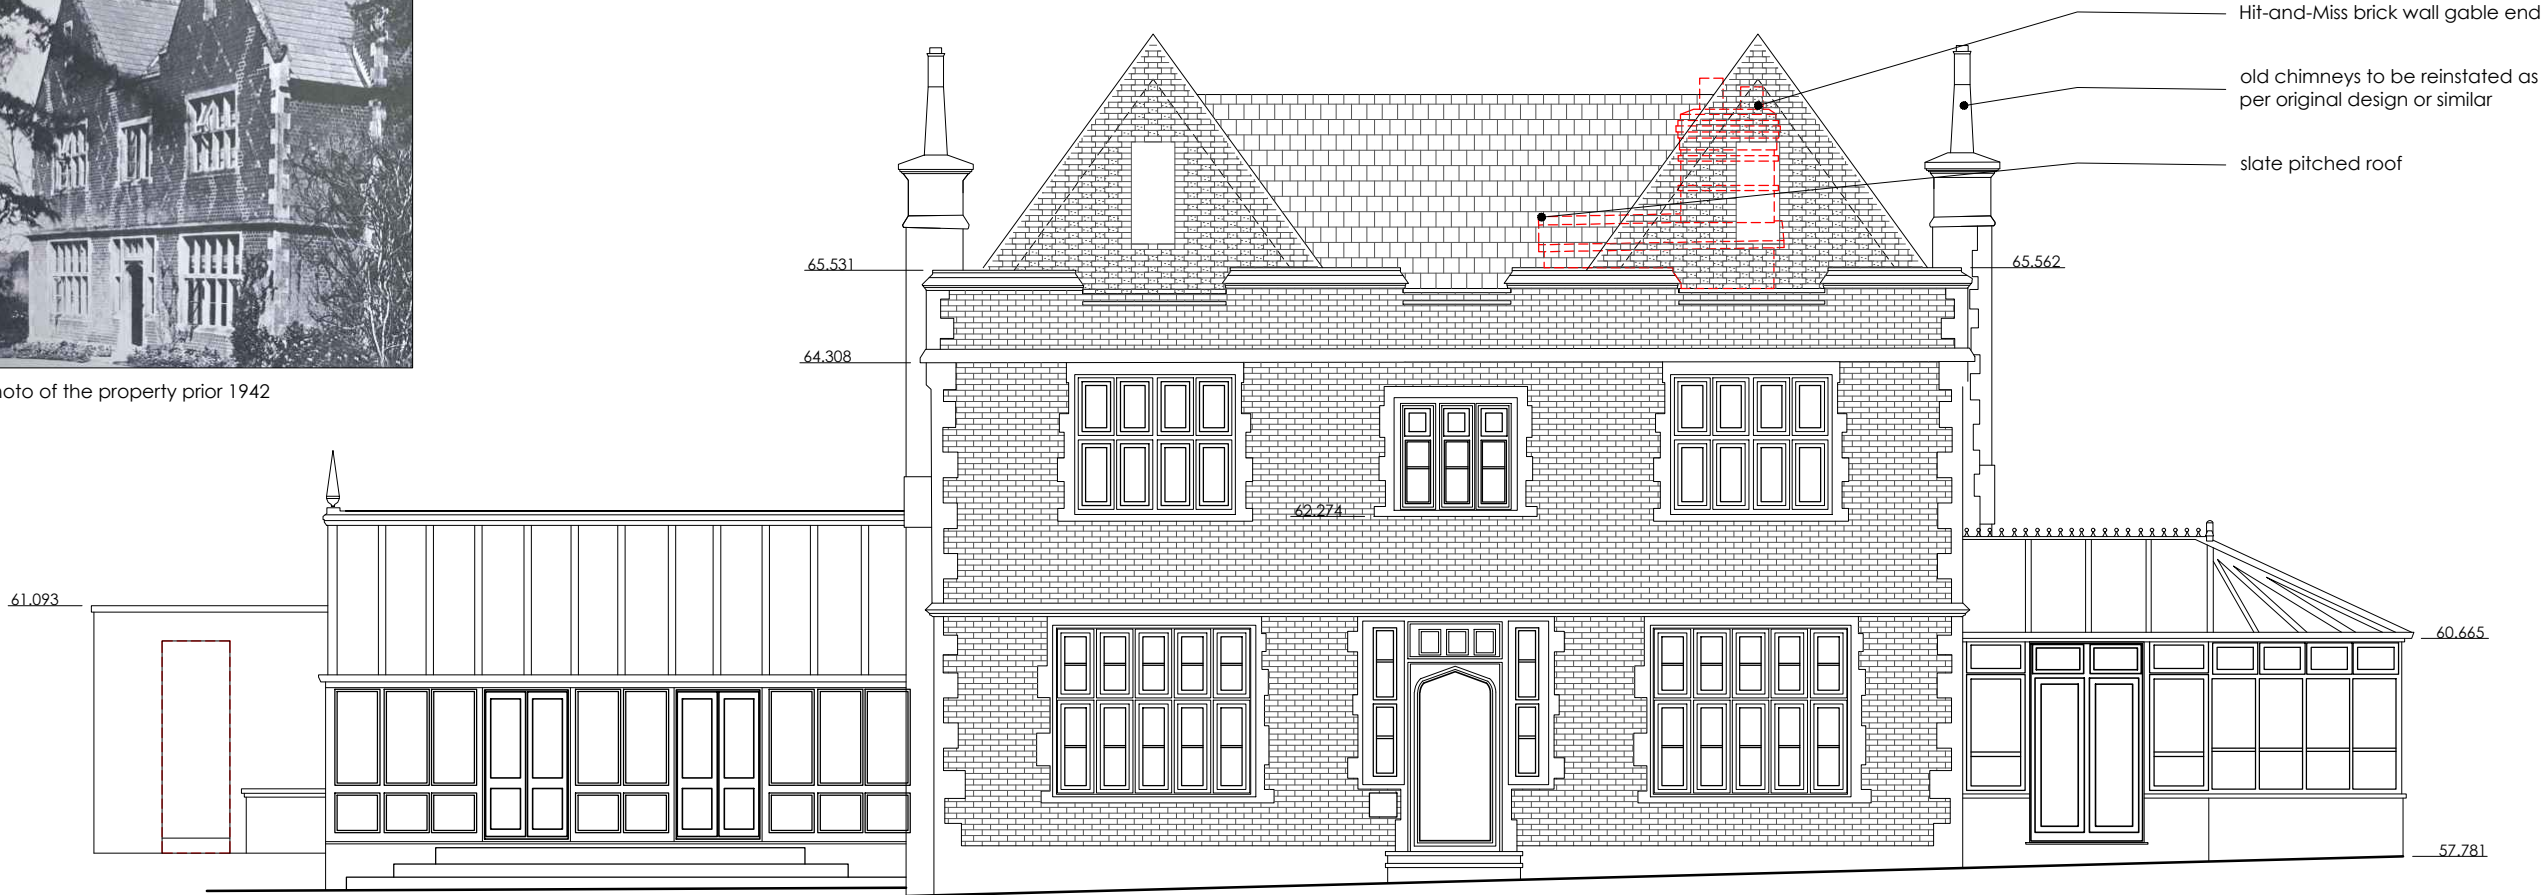 Hit-and-Miss brick wall gable end
old chimneys to be reinstated as
per original design or similar
slate pitched roof
65.531
65.562
64.308
hoto of the property prior 1942
62.274
61.093
60.665
57.781